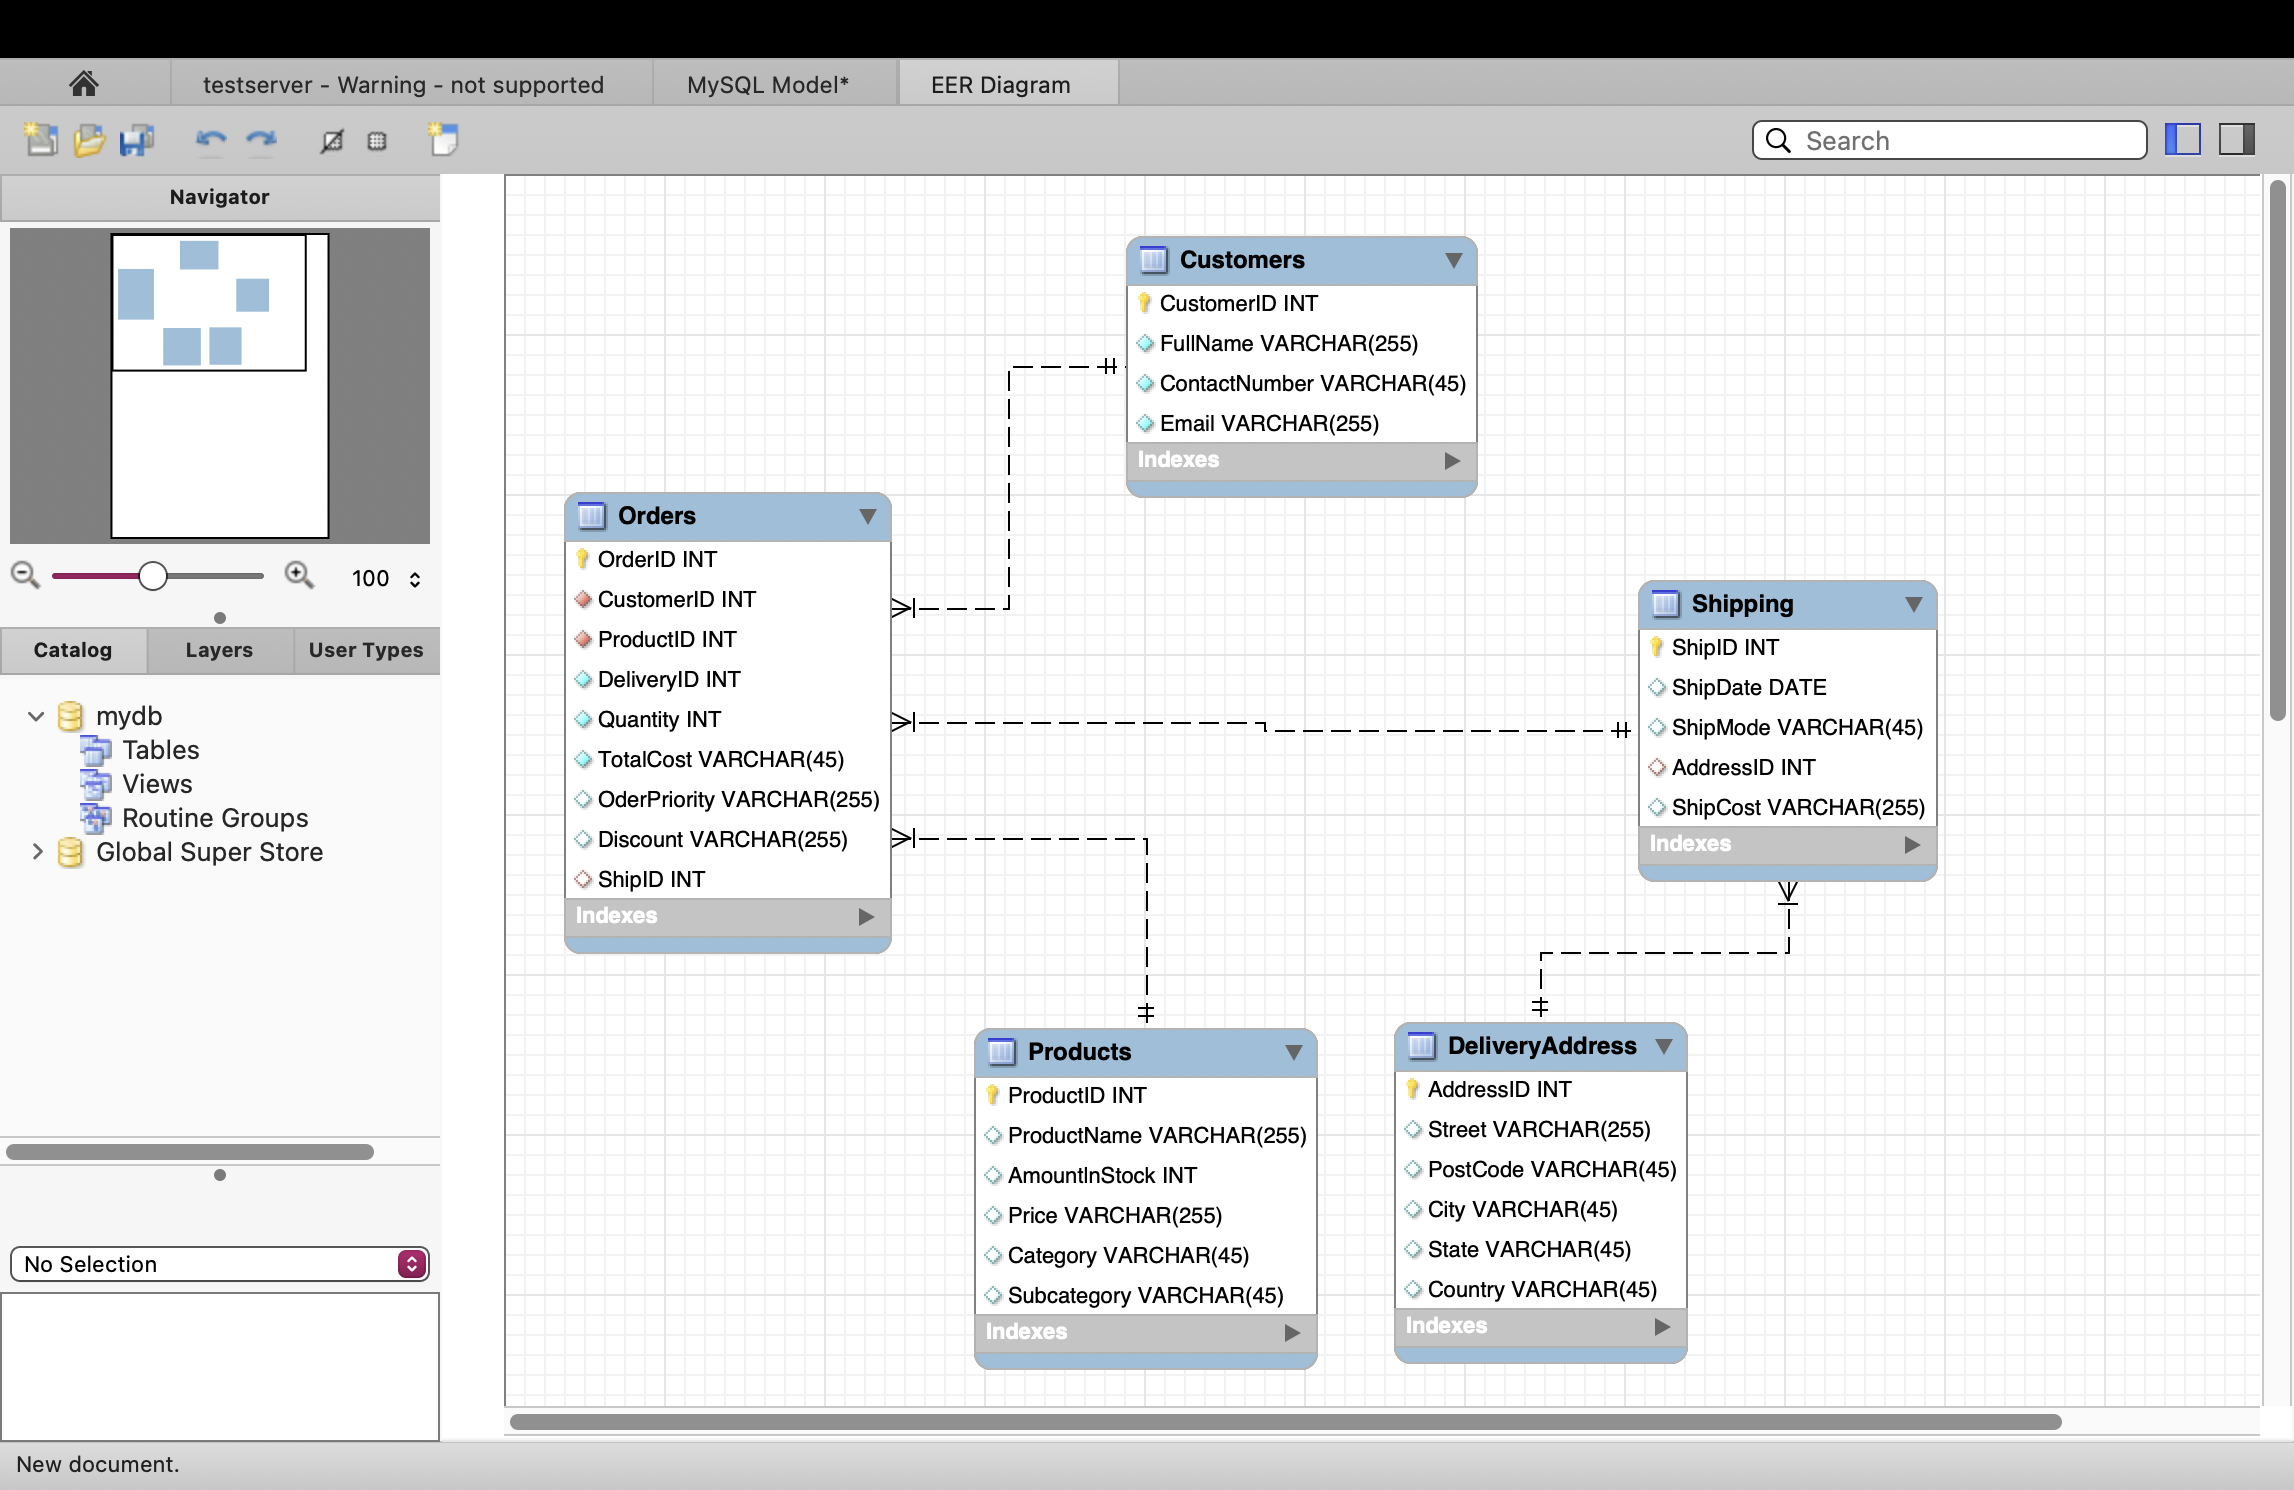 testserver - Warning - not supported
MySQL Model*
EER Diagram
Search
Navigator
100
Catalog
Layers
User Types
mydb
Tables
Views
Routine Groups
Global Super Store
No Selection
Customers
CustomerID INT
FullName VARCHAR(255)
ContactNumber VARCHAR(45)
Email VARCHAR(255)
Indexes
Orders
OrderID INT
CustomerID INT
ProductID INT
DeliveryID INT
Quantity INT
TotalCost VARCHAR(45)
OderPriority VARCHAR(255)
Discount VARCHAR(255)
ShipID INT
Indexes
Shipping
ShipID INT
ShipDate DATE
ShipMode VARCHAR(45)
AddressID INT
ShipCost VARCHAR(255)
Indexes
Products
ProductID INT
ProductName VARCHAR(255)
AmountInStock INT
Price VARCHAR(255)
Category VARCHAR(45)
Subcategory VARCHAR(45)
Indexes
DeliveryAddress
AddressID INT
Street VARCHAR(255)
PostCode VARCHAR(45)
City VARCHAR(45)
State VARCHAR(45)
Country VARCHAR(45)
Indexes
New document.